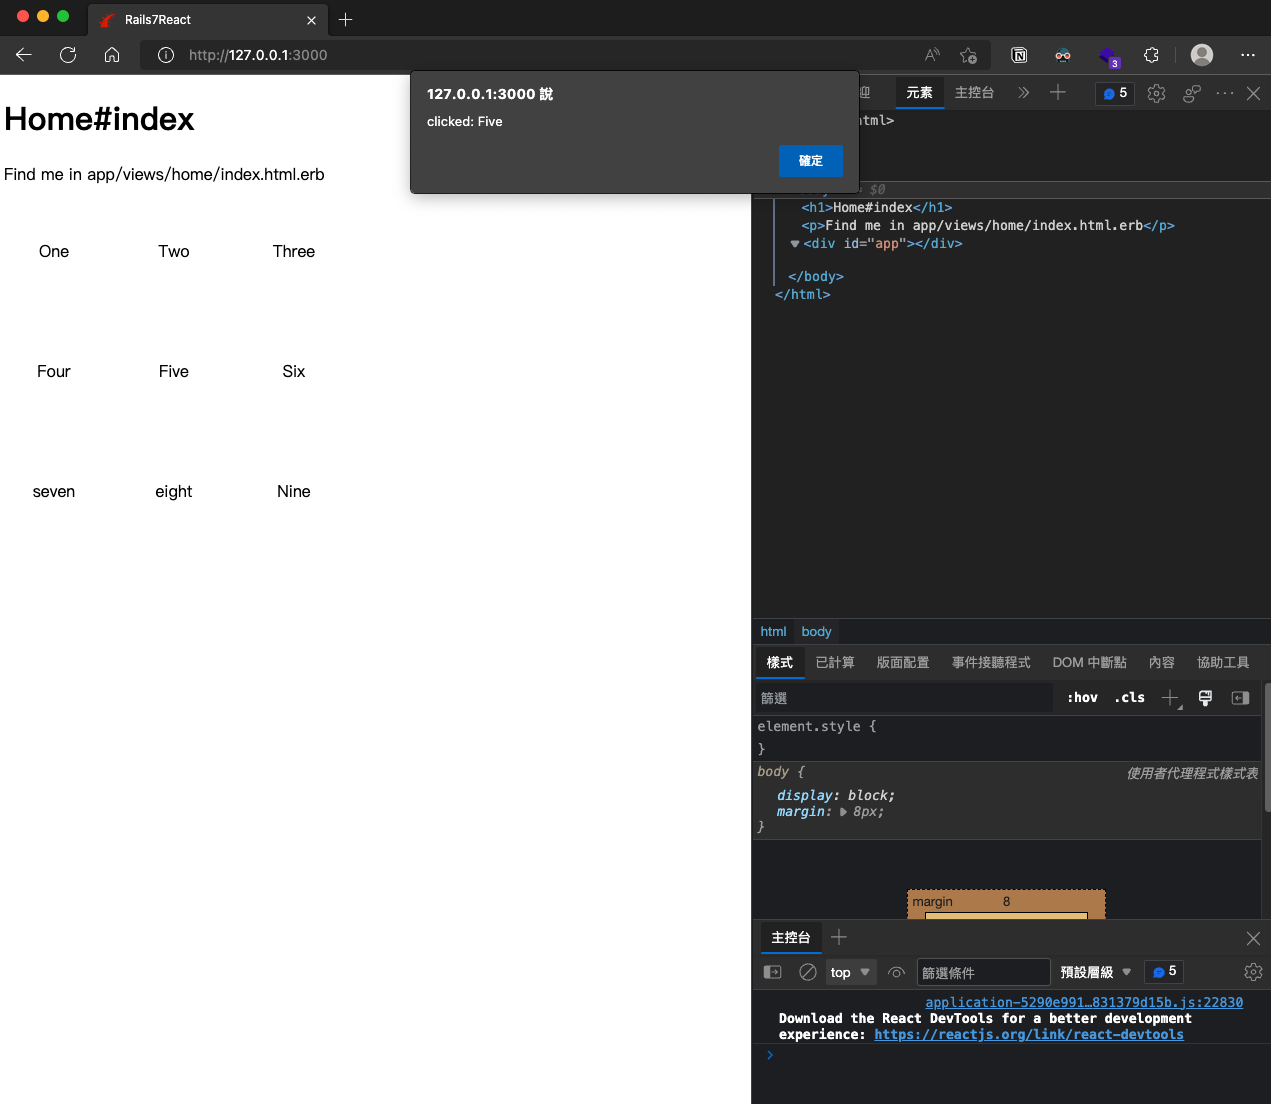 Rails7React
http://127.0.0.1:3000
3
127.0.0.1:3000 說
clicked: Five
確定
Home#index
Find me in app/views/home/index.html.erb
One Two Three
Four Five Six
seven eight Nine
元素 主控台 5
html>
$0
<h1>Home#index</h1>
<p>Find me in app/views/home/index.html.erb</p>
<div id="app"></div>
</body>
</html>
html body
樣式 已計算 版面配置 事件接聽程式 DOM 中斷點 內容 協助工具
篩選 :hov .cls
element.style {
}
body { 使用者代理程式樣式表
display: block;
margin: 8px;
}
margin 8
主控台
top 篩選條件 預設層級 5
application-5290e991…831379d15b.js:22830
Download the React DevTools for a better development
experience: https://reactjs.org/link/react-devtools